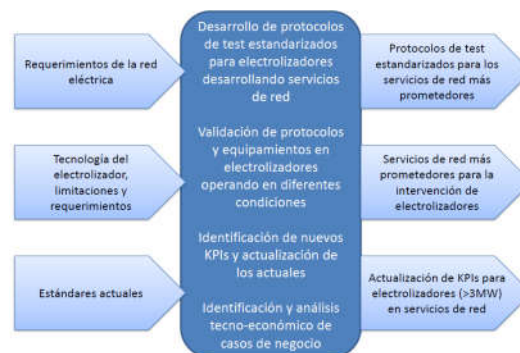 Requerimientos de la red
eléctrica
Tecnología del
electrolizador,
limitaciones y
requerimientos
Estándares actuales
Desarrollo de protocolos
de test estandarizados
para electrolizadores
desarrollando servicios
de red
Validación de protocolos
y equipamientos en
electrolizadores
operando en diferentes
condiciones
Identificación de nuevos
KPIs y actualización de
los actuales
Identificación y análisis
tecno-económico de
casos de negocio
Protocolos de test
estandarizados para los
servicios de red más
prometedores
Servicios de red más
prometedores para la
intervención de
electrolizadores
Actualización de KPIs para
electrolizadores (>3MW)
en servicios de red